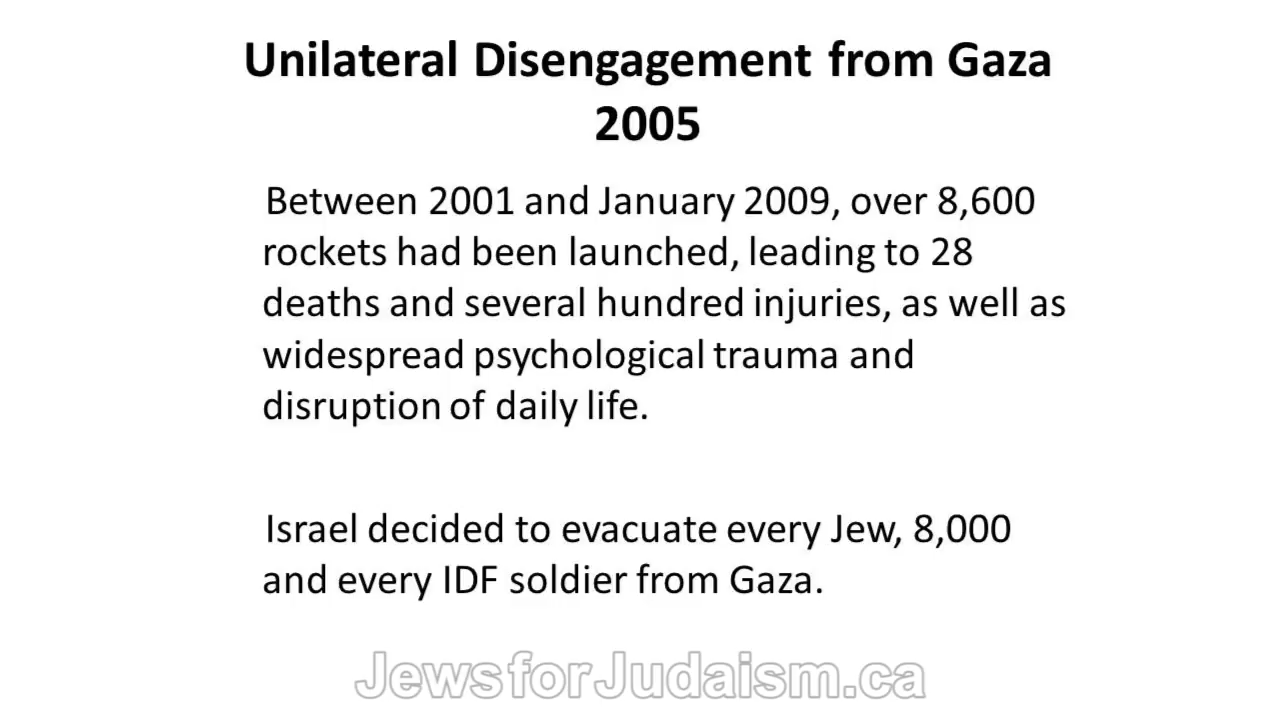 Unilateral Disengagement from Gaza
2005
Between 2001 and January 2009, over 8,600
rockets had been launched, leading to 28
deaths and several hundred injuries, as well as
widespread psychological trauma and
disruption of daily life.
Israel decided to evacuate every Jew, 8,000
and every IDF soldier from Gaza.
JewsforJudaism.ca